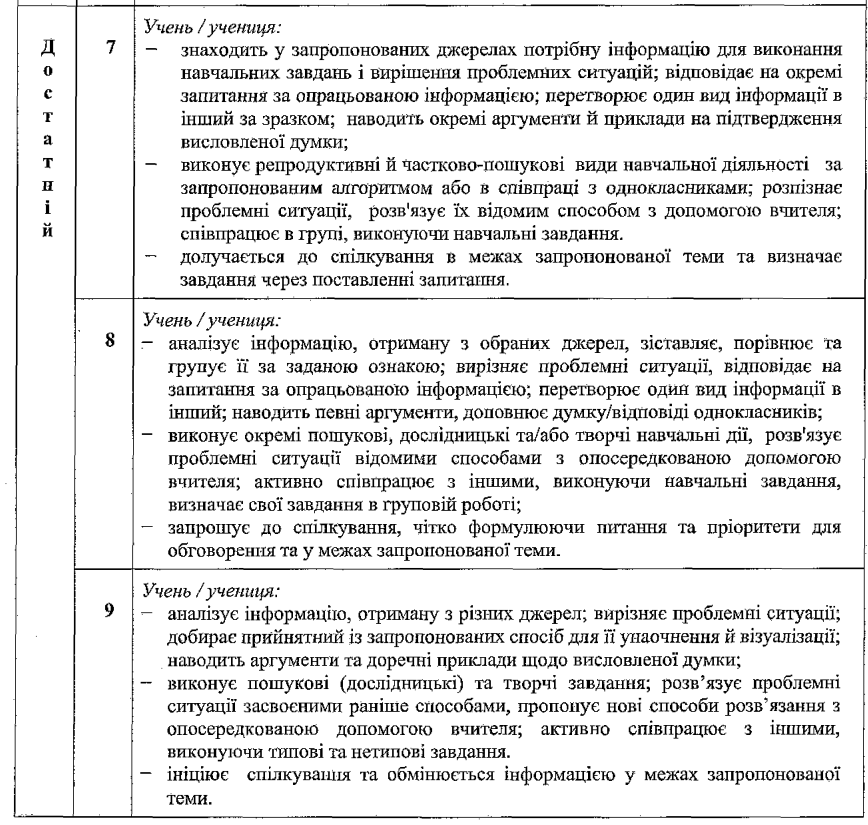 Достатній
7
Учень / учениця:
– знаходить у запропонованих джерелах потрібну інформацію для виконання
навчальних завдань і вирішення проблемних ситуацій; відповідає на окремі
запитання за опрацьованою інформацією; перетворює один вид інформації в
інший за зразком; наводить окремі аргументи й приклади на підтвердження
висловленої думки;
– виконує репродуктивні й частково-пошукові види навчальної діяльності за
запропонованим алгоритмом або в співпраці з однокласниками; розпізнає
проблемні ситуації, розв'язує їх відомим способом з допомогою вчителя;
співпрацює в групі, виконуючи навчальні завдання.
– долучається до спілкування в межах запропонованої теми та визначає
завдання через поставленні запитання.
8
Учень / учениця:
– аналізує інформацію, отриману з обраних джерел, зіставляє, порівнює та
групує її за заданою ознакою; вирізняє проблемні ситуації, відповідає на
запитання за опрацьованою інформацією; перетворює один вид інформації в
інший; наводить певні аргументи, доповнює думку/відповіді однокласників;
– виконує окремі пошукові, дослідницькі та/або творчі навчальні дії, розв'язує
проблемні ситуації відомими способами з опосередкованою допомогою
вчителя; активно співпрацює з іншими, виконуючи навчальні завдання,
визначає свої завдання в груповій роботі;
– запрошує до спілкування, чітко формулюючи питання та пріоритети для
обговорення та у межах запропонованої теми.
9
Учень / учениця:
– аналізує інформацію, отриману з різних джерел; вирізняє проблемні ситуації;
добирає прийнятний із запропонованих спосіб для її унаочнення й візуалізації;
наводить аргументи та доречні приклади щодо висловленої думки;
– виконує пошукові (дослідницькі) та творчі завдання; розв’язує проблемні
ситуації засвоєними раніше способами, пропонує нові способи розв’язання з
опосередкованою допомогою вчителя; активно співпрацює з іншими,
виконуючи типові та нетипові завдання.
– ініціює спілкування та обмінюється інформацією у межах запропонованої
теми.